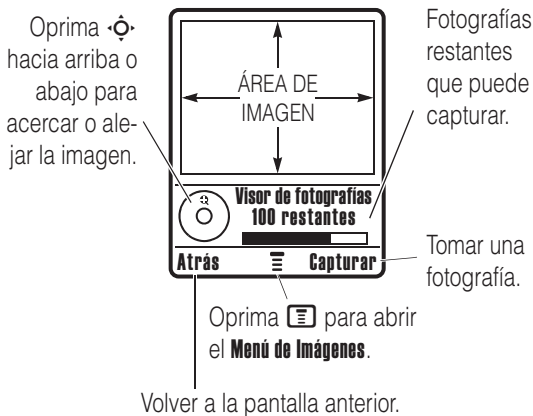 Oprima
hacia arriba o
abajo para
acercar o ale-
jar la imagen.
ÁREA DE
IMAGEN
Fotografías
restantes
que puede
capturar.
Visor de fotografías
100 restantes
Atrás
Capturar
Tomar una
fotografía.
Oprima para abrir
el Menú de Imágenes.
Volver a la pantalla anterior.